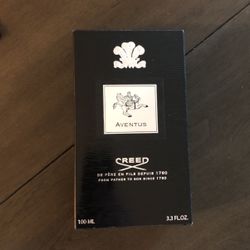 AVENTUS
CREED
DE PÈRE EN FILS DEPUIS 1760
FROM FATHER TO SON SINCE 1760
100 ML
3.3 FL.OZ.